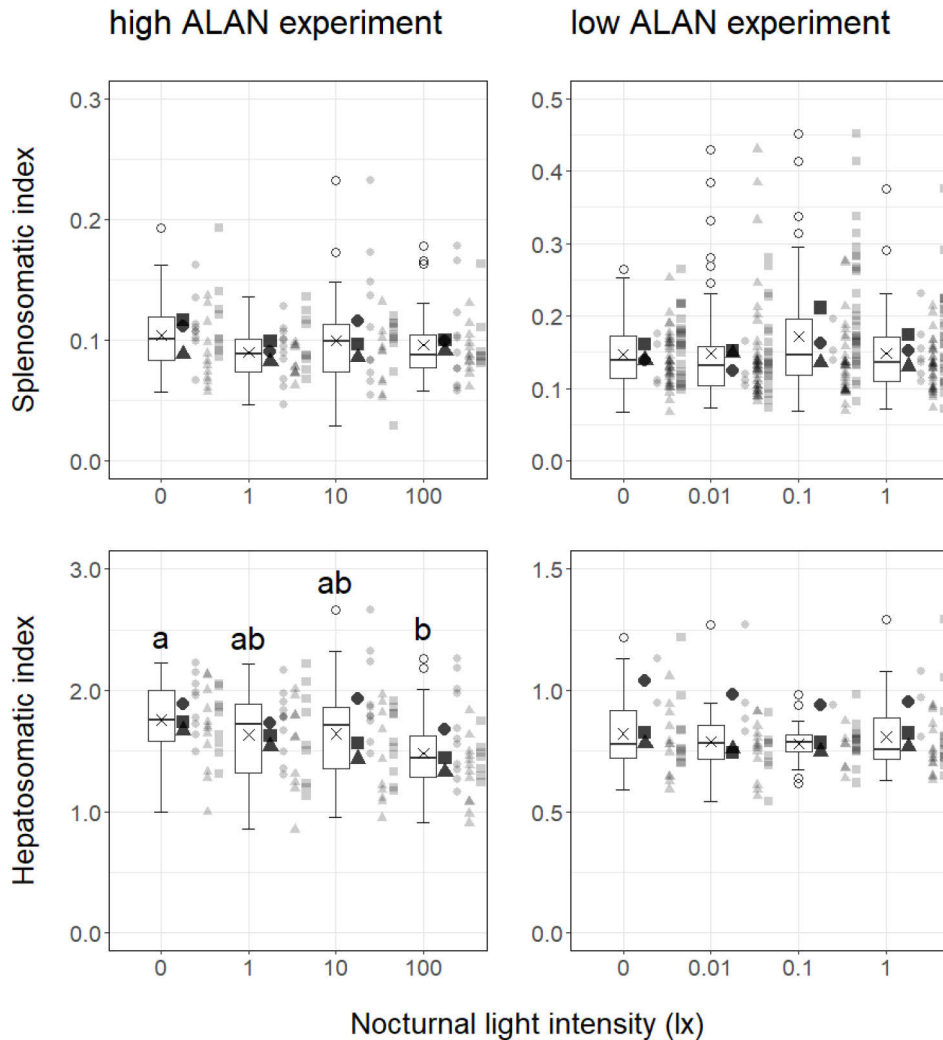 high ALAN experiment
low ALAN experiment
Splenosomatic index
0.3
0.2
0.1
0.0
0 1 10 100
0.5
0.4
0.3
0.2
0.1
0.0
0 0.01 0.1 1
Hepatosomatic index
3.0
2.0
1.0
0.0
a ab ab b
0 1 10 100
1.5
1.0
0.5
0.0
0 0.01 0.1 1
Nocturnal light intensity (lx)